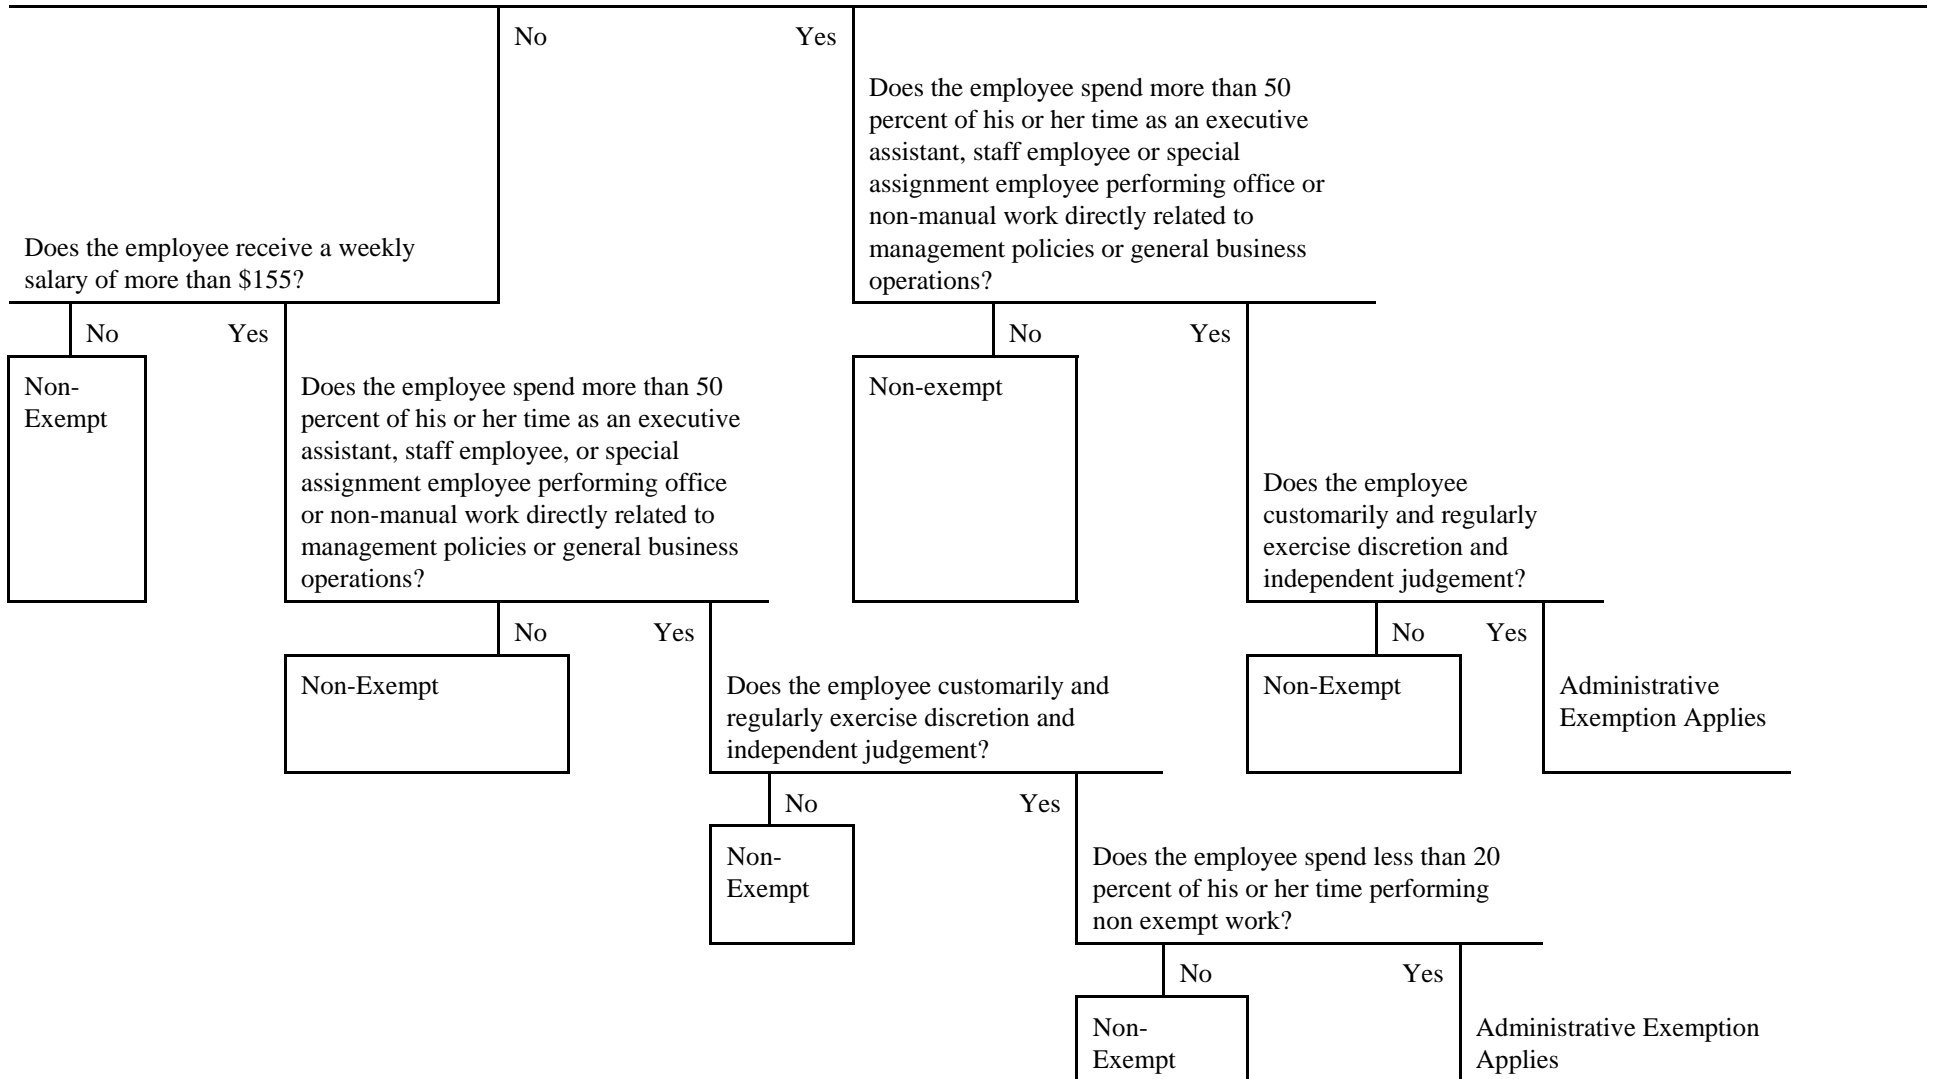 No
Yes
Does the employee spend more than 50
percent of his or her time as an executive
assistant, staff employee or special
assignment employee performing office or
non-manual work directly related to
management policies or general business
operations?
Does the employee receive a weekly
salary of more than $155?
No
Yes
No
Yes
Non-
Exempt
Does the employee spend more than 50
percent of his or her time as an executive
assistant, staff employee, or special
assignment employee performing office
or non-manual work directly related to
management policies or general business
operations?
Non-exempt
Does the employee
customarily and regularly
exercise discretion and
independent judgement?
No
Yes
No
Yes
Non-Exempt
Does the employee customarily and
regularly exercise discretion and
independent judgement?
Non-Exempt
Administrative
Exemption Applies
No
Yes
Non-
Exempt
Does the employee spend less than 20
percent of his or her time performing
non exempt work?
No
Yes
Non-
Exempt
Administrative Exemption
Applies